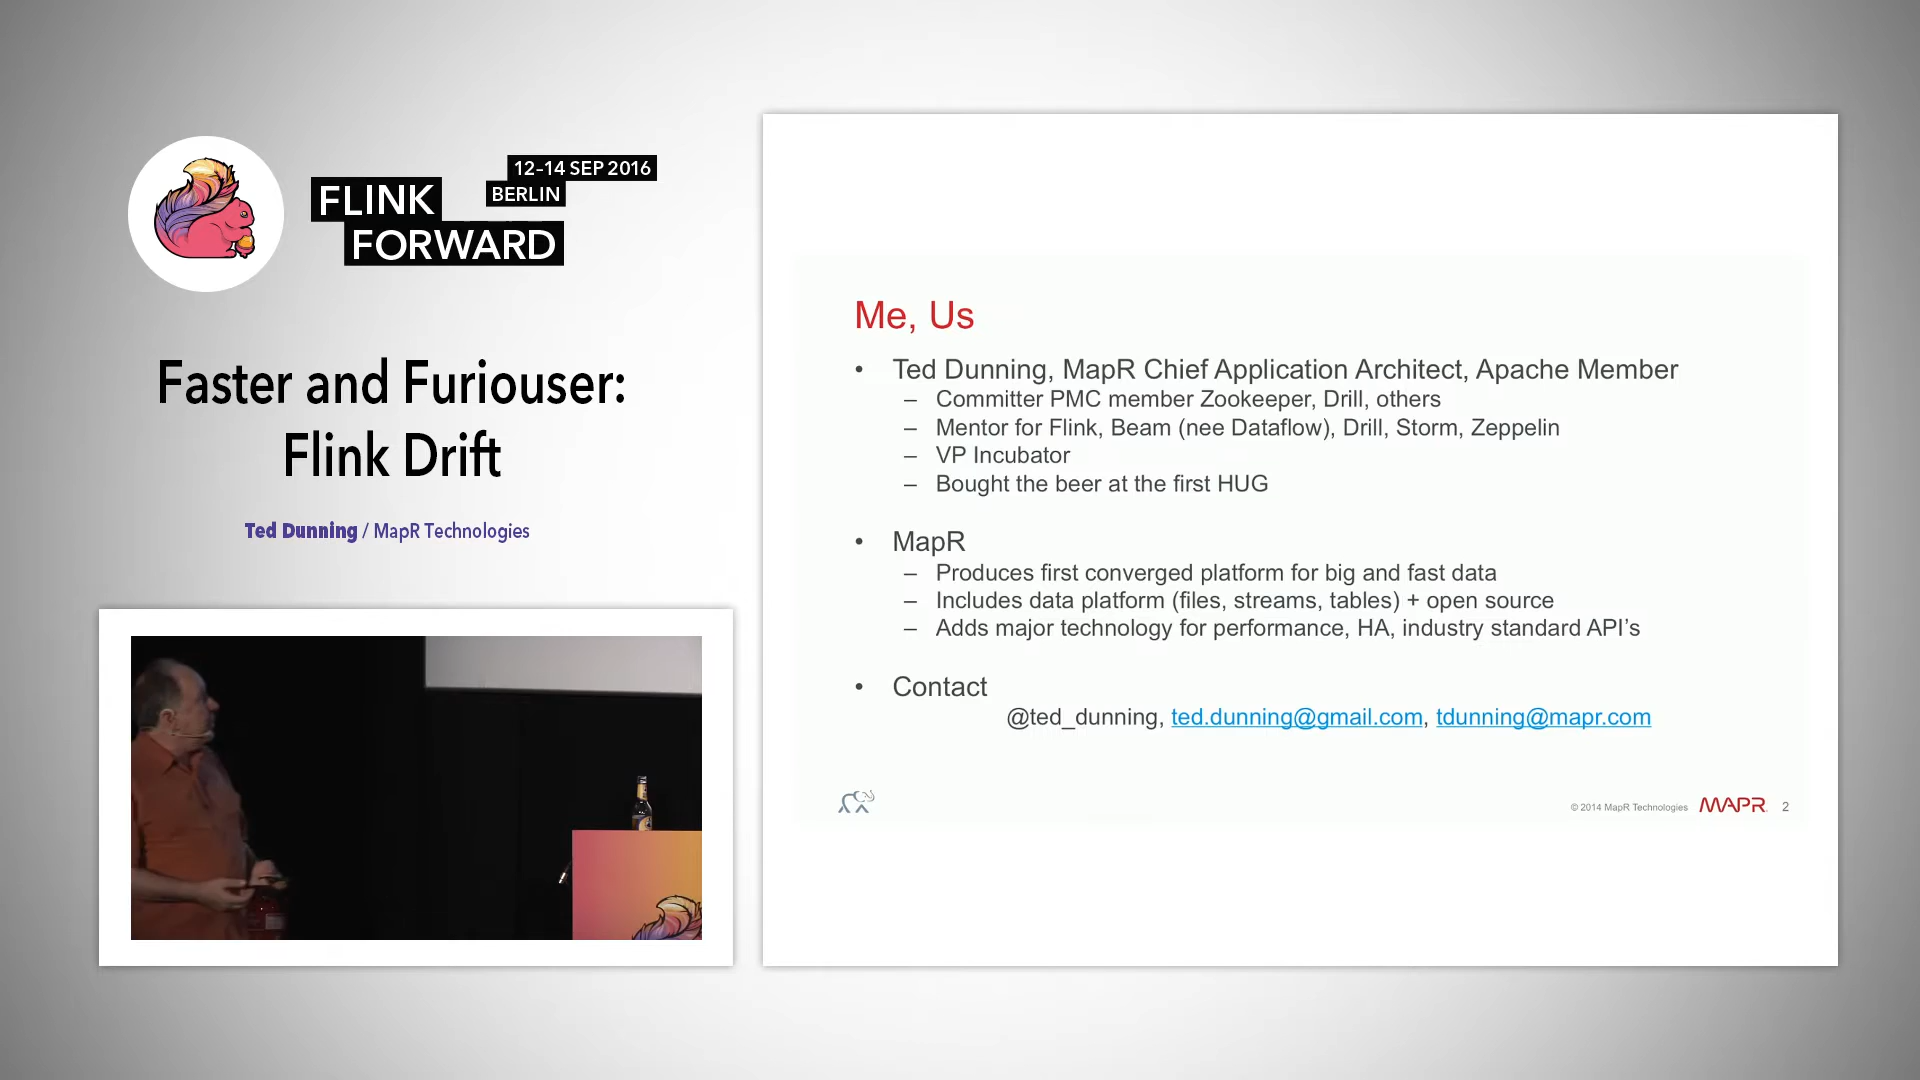 12-14 SEP 2016
BERLIN
FLINK
FORWARD
Faster and Furiouser:
Flink Drift
Ted Dunning / MapR Technologies
Me, Us
• Ted Dunning, MapR Chief Application Architect, Apache Member
– Committer PMC member Zookeeper, Drill, others
– Mentor for Flink, Beam (nee Dataflow), Drill, Storm, Zeppelin
– VP Incubator
– Bought the beer at the first HUG
• MapR
– Produces first converged platform for big and fast data
– Includes data platform (files, streams, tables) + open source
– Adds major technology for performance, HA, industry standard API’s
• Contact
@ted_dunning, ted.dunning@gmail.com, tdunning@mapr.com
© 2014 MapR Technologies MAPR 2